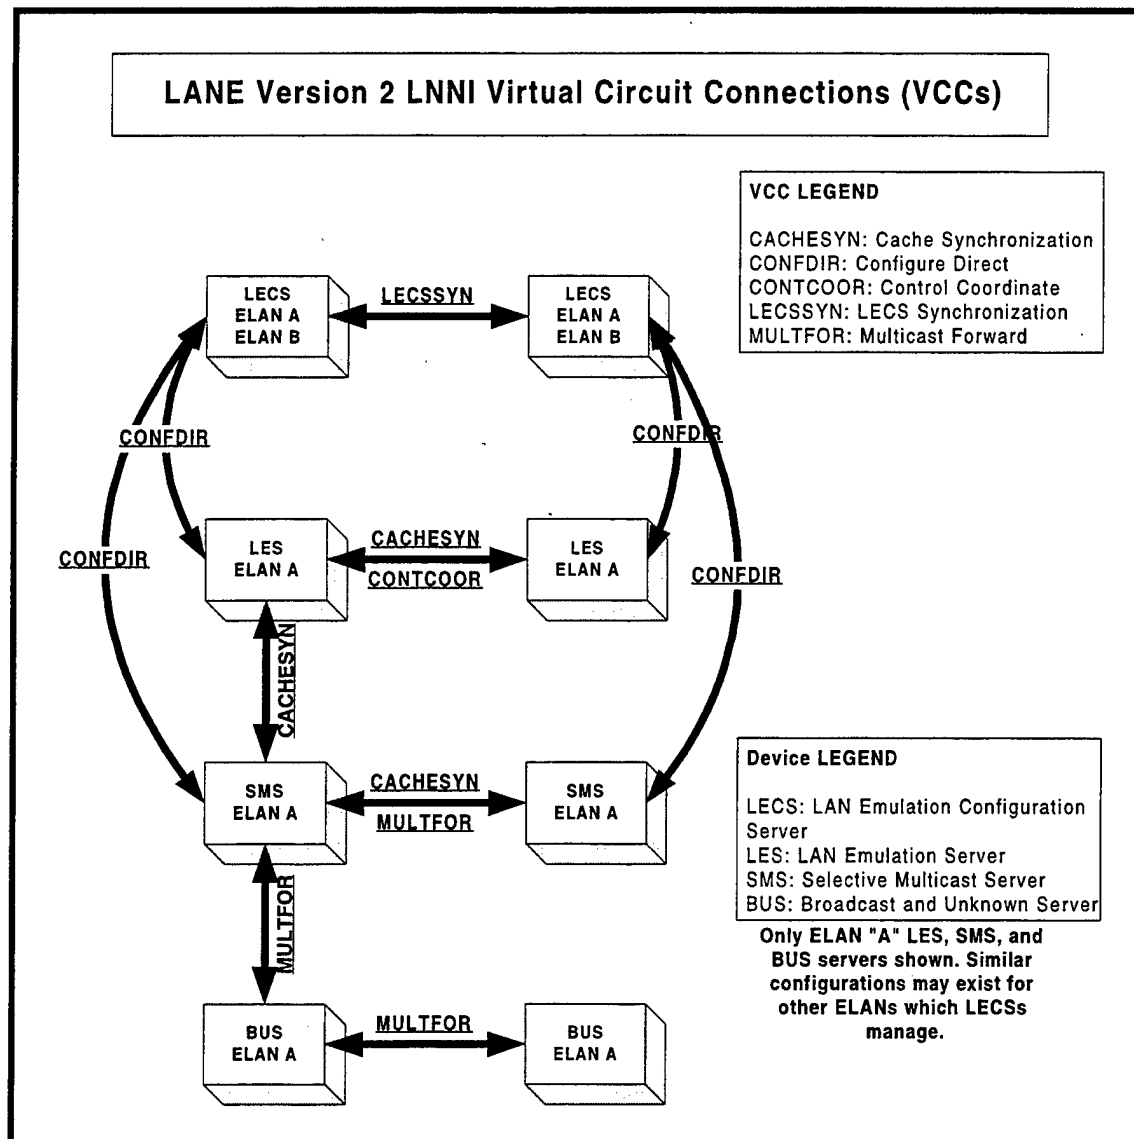 LANE Version 2 LNNI Virtual Circuit Connections (VCCs)
VCC LEGEND
CACHESYN: Cache Synchronization
CONFDIR: Configure Direct
CONTCOOR: Control Coordinate
LECSSYN: LECS Synchronization
MULTFOR: Multicast Forward
LECS
ELAN A
ELAN B
LECSSYN
LECS
ELAN A
ELAN B
CONFDIR
CONFDIR
LES
ELAN A
CACHESYN
CONTCOOR
LES
ELAN A
CONFDIR
CONFDIR
CACHESYN
SMS
ELAN A
CACHESYN
MULTFOR
SMS
ELAN A
Device LEGEND
LECS: LAN Emulation Configuration
Server
LES: LAN Emulation Server
SMS: Selective Multicast Server
BUS: Broadcast and Unknown Server
Only ELAN "A" LES, SMS, and
BUS servers shown. Similar
configurations may exist for
other ELANs which LECSs
manage.
MULTFOR
BUS
ELAN A
MULTFOR
BUS
ELAN A